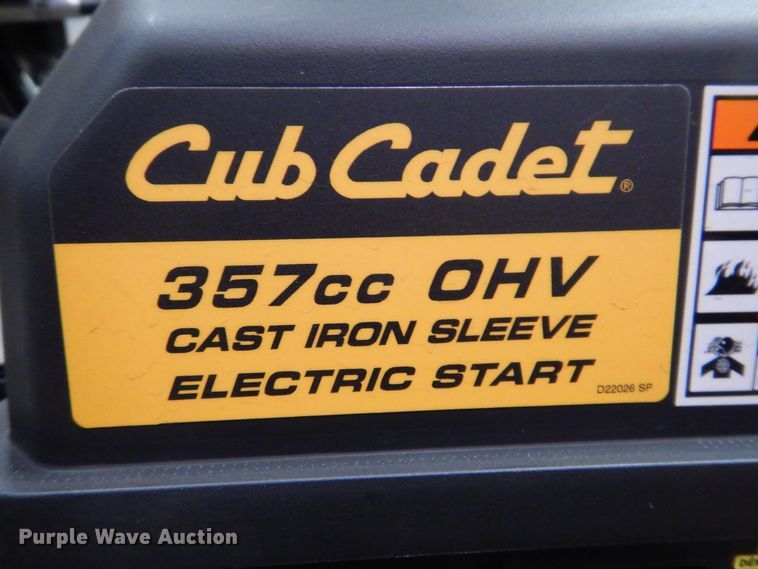 Cub Cadet®
357cc OHV
CAST IRON SLEEVE
ELECTRIC START
D22026 SP
Purple Wave Auction